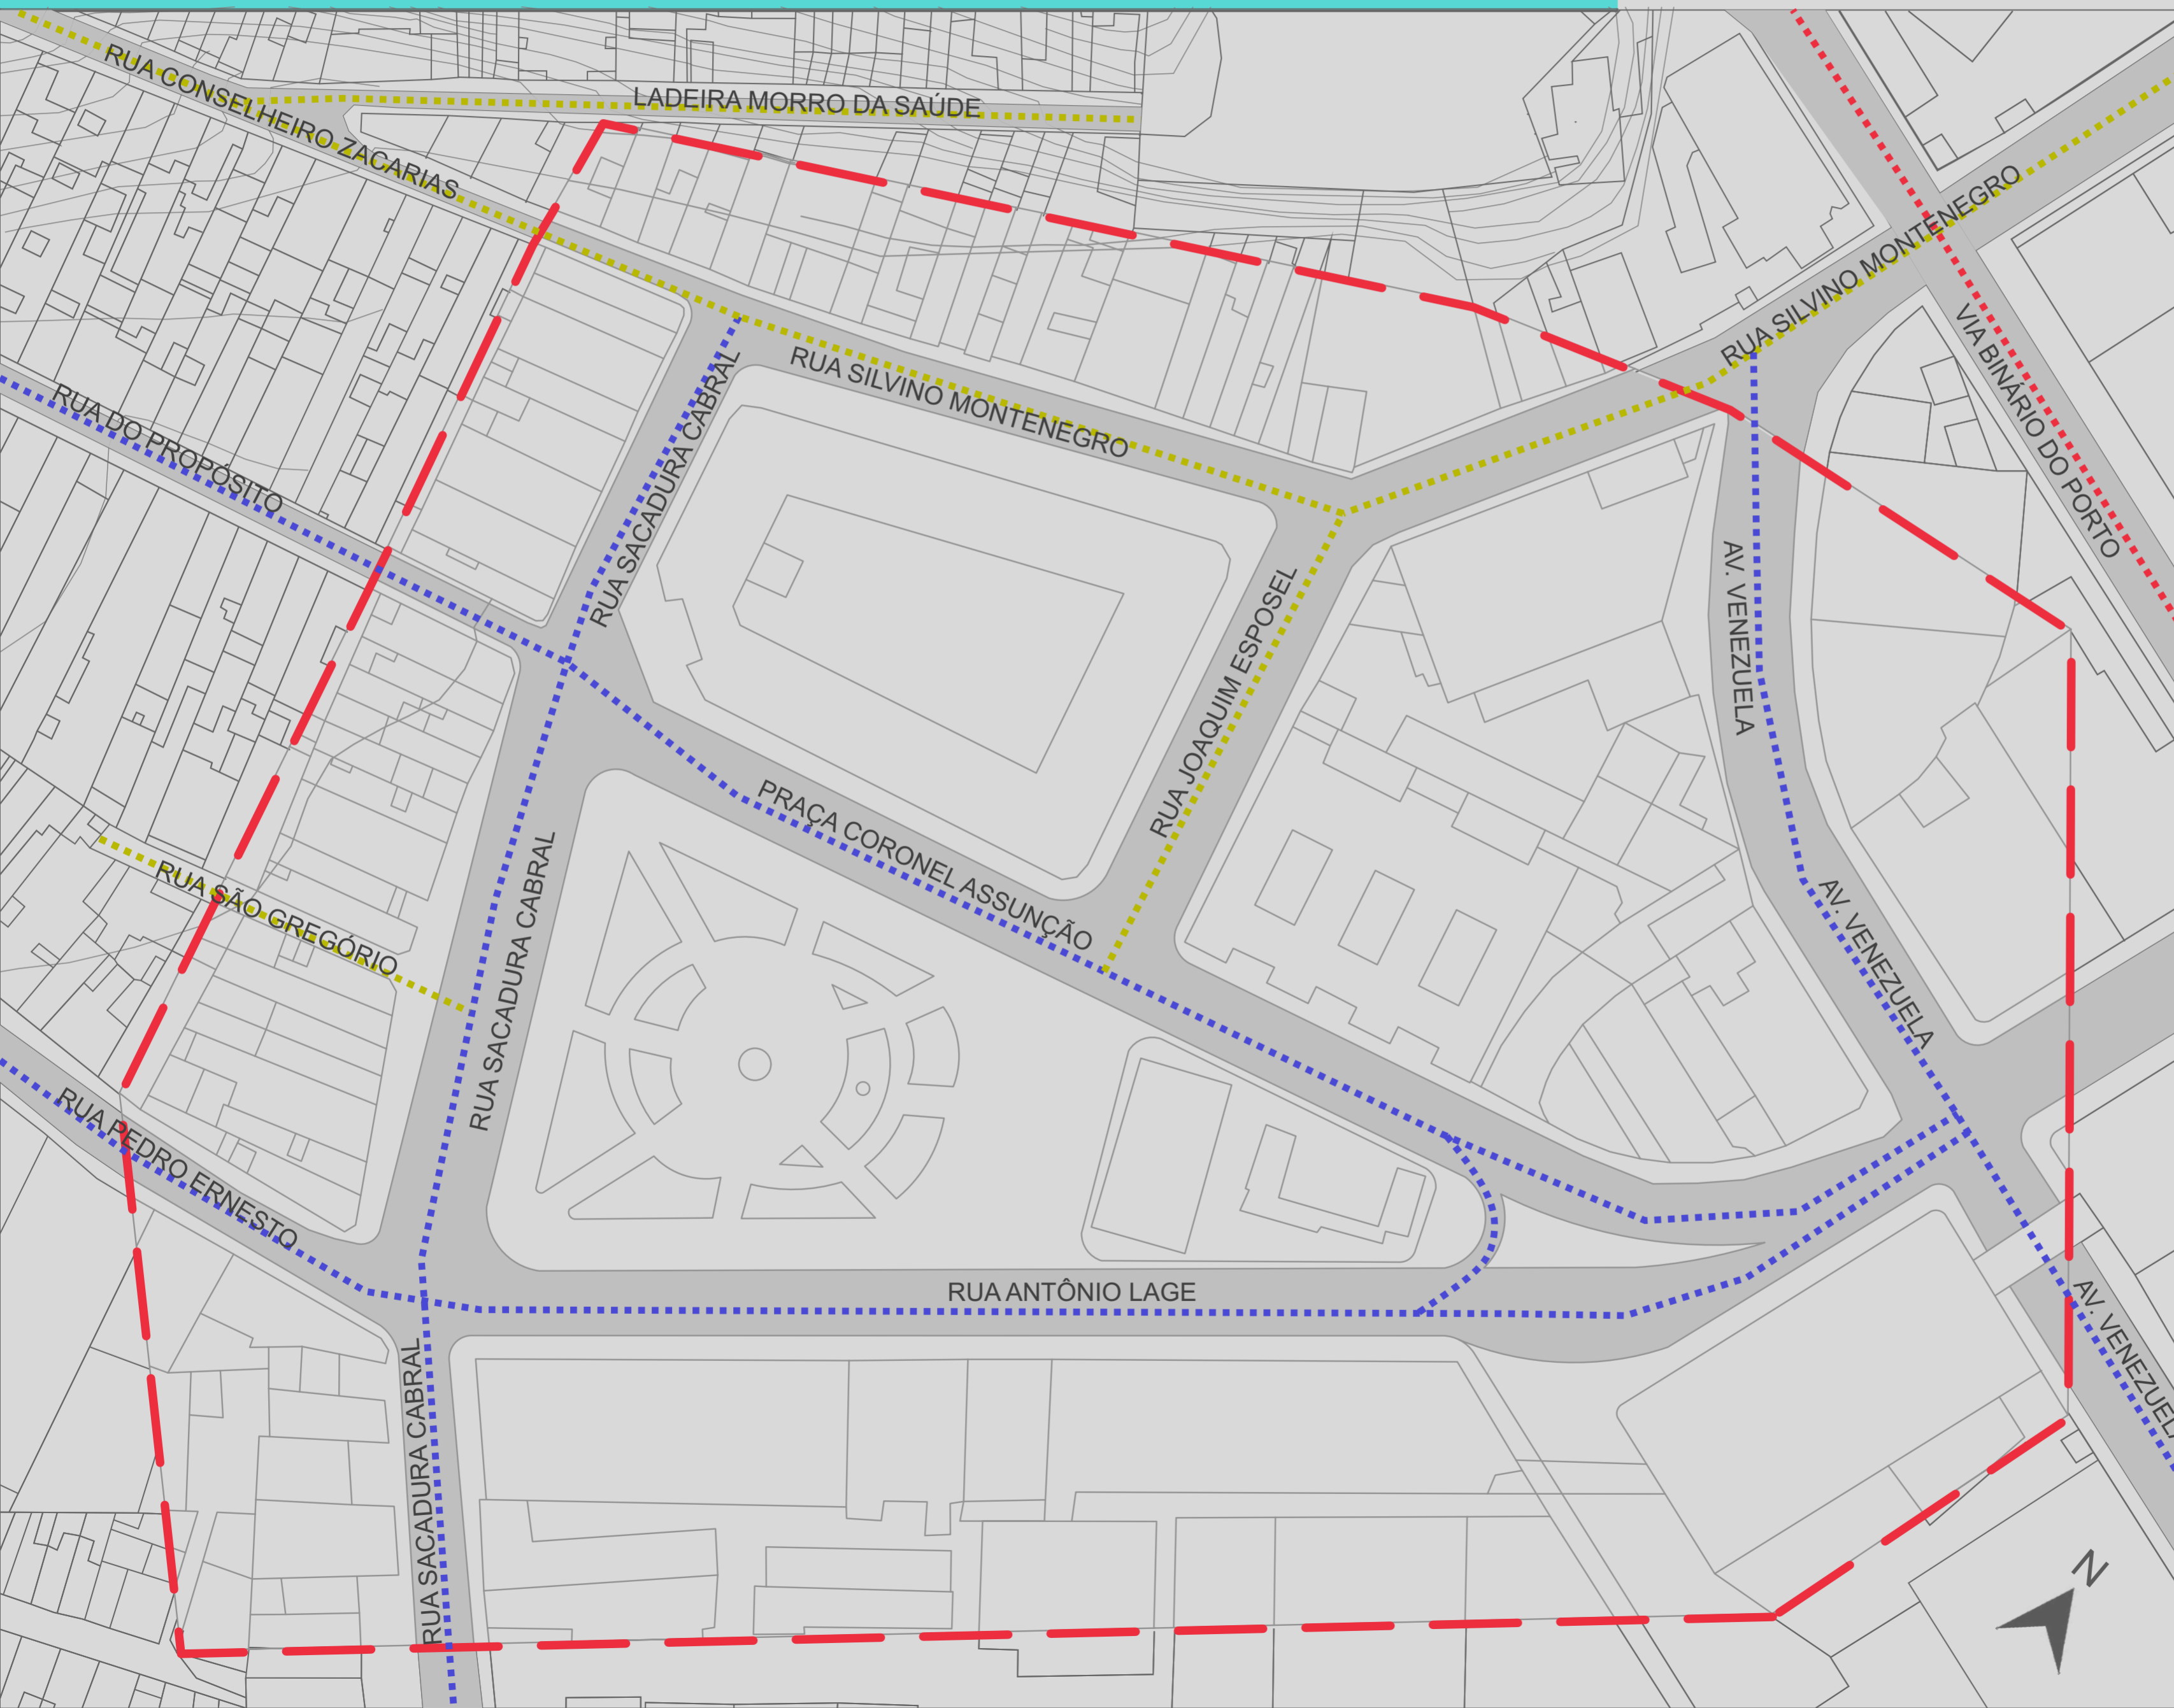 RUA CONSELHEIRO ZACARIAS
LADEIRA MORRO DA SAÚDE
RUA SILVINO MONTENEGRO
VIA BINÁRIO DO PORTO
RUA SACADURA CABRAL
RUA SILVINO MONTENEGRO
RUA DO PROPÓSITO
RUA JOAQUIM ESPOSEL
AV. VENEZUELA
PRAÇA CORONEL ASSUNÇÃO
RUA SÃO GREGÓRIO
RUA SACADURA CABRAL
AV. VENEZUELA
RUA PEDRO ERNESTO
RUA ANTÔNIO LAGE
AV. VENEZUELA
RUA SACADURA CABRAL
N